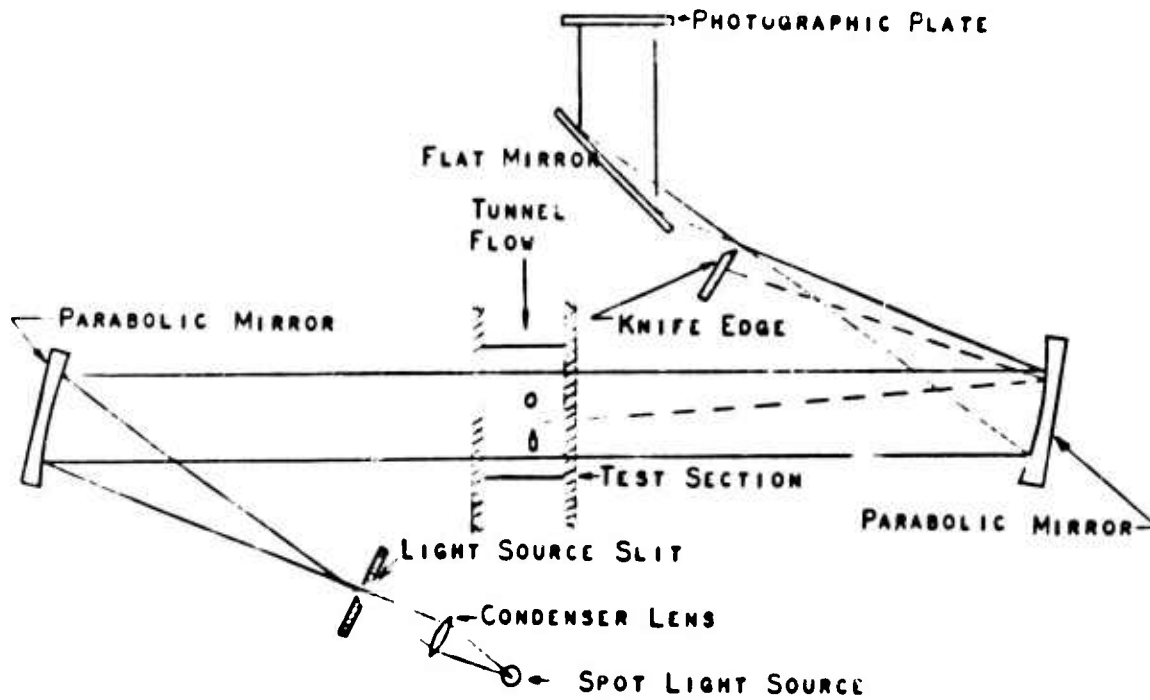 PHOTOGRAPHIC PLATE
FLAT MIRROR
TUNNEL
FLOW
KNIFE EDGE
PARABOLIC MIRROR
TEST SECTION
PARABOLIC MIRROR
LIGHT SOURCE SLIT
CONDENSER LENS
SPOT LIGHT SOURCE